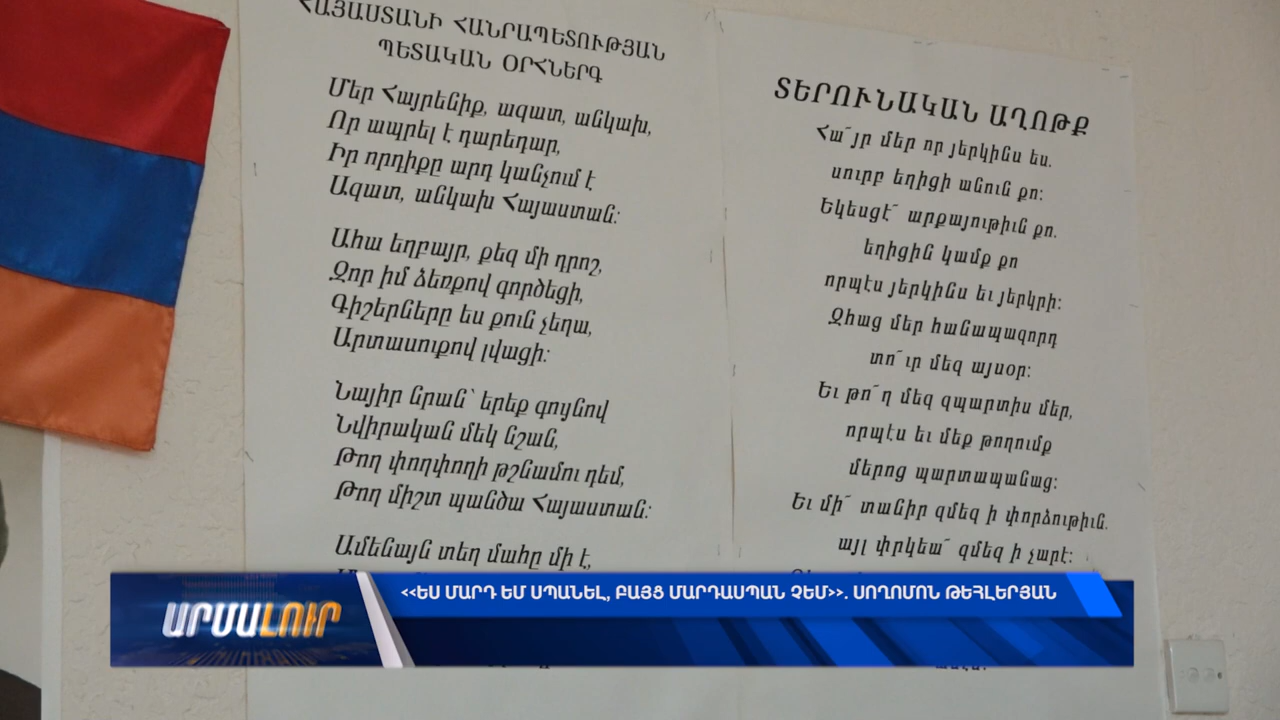 ՀԱՅԱՍՏԱՆԻ ՀԱՆՐԱՊԵՏՈՒԹՅԱՆ
ՊԵՏԱԿԱՆ ՕՐՀՆԵՐԳ
Մեր Հայրենիք, ազատ, անկախ,
Որ ապրել է դարեդար,
Իր որդիքը արդ կանչում է
Ազատ, անկախ Հայաստան:
Ահա եղբայր, քեզ մի դրոշ,
Զոր իմ ձեռքով գործեցի,
Գիշերները ես քուն չեղա,
Արտասուքով լվացի:
Նայիր նրան՝ երեք գույնով
Նվիրական մեկ նշան,
Թող փողփողի թշնամու դեմ,
Թող միշտ պանծա Հայաստան:
Ամենայն տեղ մահը մի է,
ՏԵՐՈՒՆԱԿԱՆ ԱՂՈԹՔ
Հա՜յր մեր որ յերկինս ես.
սուրբ եղիցի անուն քո:
Եկեսցէ՜ արքայութիւն քո.
եղիցին կամք քո
որպէս յերկինս եւ յերկրի:
Զհաց մեր հանապազորդ
տո՜ւր մեզ այսօր:
Եւ թո՜ղ մեզ զպարտիս մեր,
որպէս եւ մեք թողումք
մերոց պարտապանաց:
Եւ մի՜ տանիր զմեզ ի փորձութիւն.
այլ փրկեա՜ զմեզ ի չարէ:
ԱՐՄԱԼՈՒՐ
<<ԵՍ ՄԱՐԴ ԵՄ ՍՊԱՆԵԼ, ԲԱՅՑ ՄԱՐԴԱՍՊԱՆ ՉԵՄ>>. ՍՈՂՈՄՈՆ ԹԵՀԼԵՐՅԱՆ